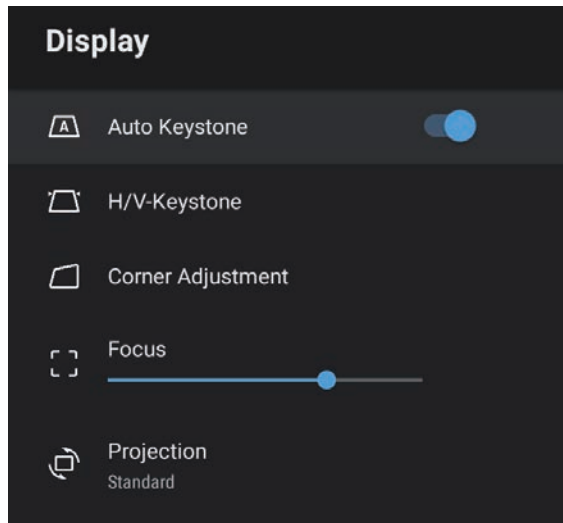 Display
A
Auto Keystone
H/V-Keystone
Corner Adjustment
Focus
Projection
Standard